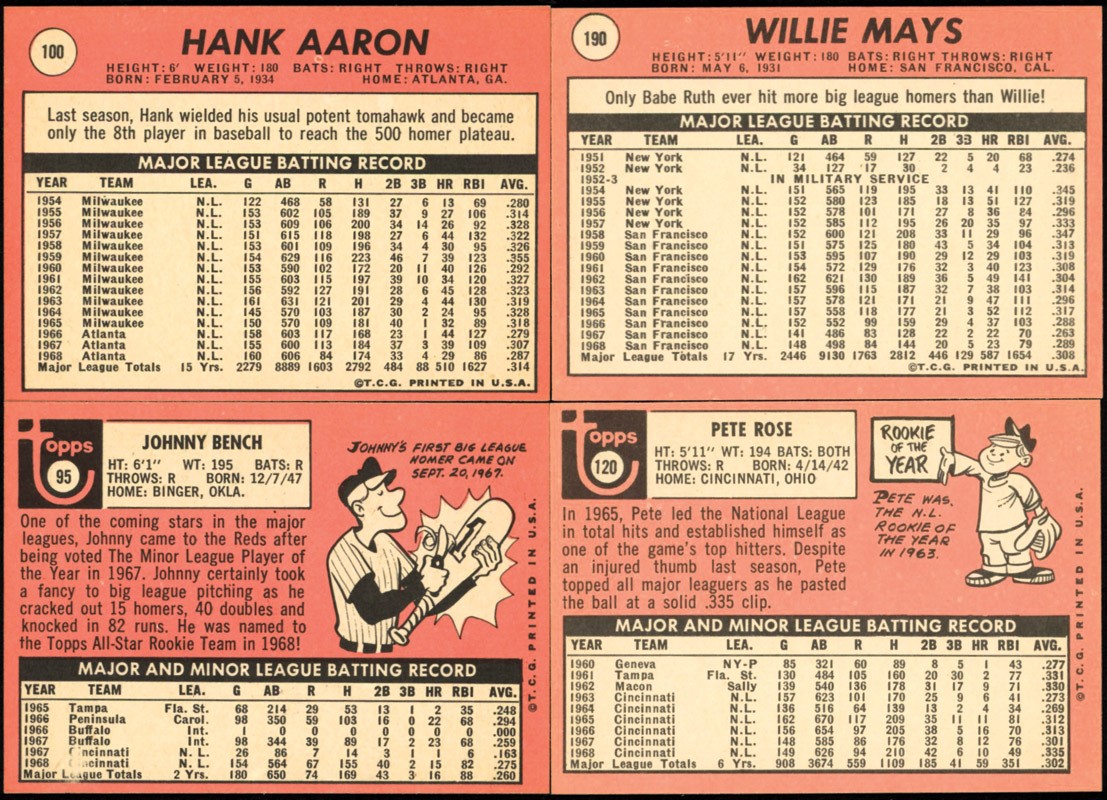 100
HANK AARON
HEIGHT: 6' WEIGHT: 180 BATS: RIGHT THROWS: RIGHT
BORN: FEBRUARY 5, 1934 HOME: ATLANTA, GA.
Last season, Hank wielded his usual potent tomahawk and became
only the 8th player in baseball to reach the 500 homer plateau.
MAJOR LEAGUE BATTING RECORD
YEAR TEAM LEA. G AB R H 2B 3B HR RBI AVG.
1954 Milwaukee N.L. 122 468 58 131 27 6 13 69 .280
1955 Milwaukee N.L. 153 602 105 189 37 9 27 106 .314
1956 Milwaukee N.L. 153 609 106 200 34 14 26 92 .328
1957 Milwaukee N.L. 151 615 118 198 27 6 44 132 .322
1958 Milwaukee N.L. 153 601 109 196 34 4 30 95 .326
1959 Milwaukee N.L. 154 629 116 223 46 7 39 123 .355
1960 Milwaukee N.L. 153 590 102 172 20 11 40 126 .292
1961 Milwaukee N.L. 155 603 115 197 39 10 34 120 .327
1962 Milwaukee N.L. 156 592 127 191 28 6 45 128 .323
1963 Milwaukee N.L. 161 631 121 201 29 4 44 130 .319
1964 Milwaukee N.L. 145 570 103 187 30 2 24 95 .328
1965 Milwaukee N.L. 150 570 109 181 40 1 32 89 .318
1966 Atlanta N.L. 158 603 117 168 23 1 44 127 .279
1967 Atlanta N.L. 155 600 113 184 37 3 39 109 .307
1968 Atlanta N.L. 160 606 84 174 33 4 29 86 .287
Major League Totals 15 Yrs. 2279 8889 1603 2792 484 88 510 1627 .314
©T.C.G. PRINTED IN U.S.A.
190
WILLIE MAYS
HEIGHT: 5'11" WEIGHT: 180 BATS: RIGHT THROWS: RIGHT
BORN: MAY 6, 1931 HOME: SAN FRANCISCO, CAL.
Only Babe Ruth ever hit more big league homers than Willie!
MAJOR LEAGUE BATTING RECORD
YEAR TEAM LEA. G AB R H 2B 3B HR RBI AVG.
1951 New York N.L. 121 464 59 127 22 5 20 68 .274
1952 New York N.L. 34 127 17 30 2 4 4 23 .236
1952-3 IN MILITARY SERVICE
1954 New York N.L. 151 565 119 195 33 13 41 110 .345
1955 New York N.L. 152 580 123 185 18 13 51 127 .319
1956 New York N.L. 152 578 101 171 27 8 36 84 .296
1957 New York N.L. 152 585 112 195 26 20 35 97 .333
1958 San Francisco N.L. 152 600 121 208 33 11 29 96 .347
1959 San Francisco N.L. 151 575 125 180 43 5 34 104 .313
1960 San Francisco N.L. 153 595 107 190 29 12 29 103 .319
1961 San Francisco N.L. 154 572 129 176 32 3 40 123 .308
1962 San Francisco N.L. 162 621 130 189 36 5 49 141 .304
1963 San Francisco N.L. 157 596 115 187 32 7 38 103 .314
1964 San Francisco N.L. 157 578 121 171 21 9 47 111 .296
1965 San Francisco N.L. 157 558 118 177 21 3 52 112 .317
1966 San Francisco N.L. 152 552 99 159 29 4 37 103 .288
1967 San Francisco N.L. 141 486 83 128 22 2 22 70 .263
1968 San Francisco N.L. 148 498 84 144 20 5 23 79 .289
Major League Totals 17 Yrs. 2446 9130 1763 2812 446 129 587 1654 .308
©T.C.G. PRINTED IN U.S.A.
topps
95
JOHNNY BENCH
HT: 6'1" WT: 195 BATS: R
THROWS: R BORN: 12/7/47
HOME: BINGER, OKLA.
One of the coming stars in the major
leagues, Johnny came to the Reds after
being voted The Minor League Player of
the Year in 1967. Johnny certainly took
a fancy to big league pitching as he
cracked out 15 homers, 40 doubles and
knocked in 82 runs. He was named to
the Topps All-Star Rookie Team in 1968!
JOHNNY'S FIRST BIG LEAGUE
HOMER CAME ON
SEPT. 20, 1967.
1
©T.C.G. PRINTED IN U.S.A.
MAJOR AND MINOR LEAGUE BATTING RECORD
YEAR TEAM LEA. G AB R H 2B 3B HR RBI AVG.
1965 Tampa Fla. St. 68 214 29 53 13 1 2 35 .248
1966 Peninsula Carol. 98 350 59 103 16 0 22 68 .294
1966 Buffalo Int. 1 0 0 0 0 0 0 0 .000
1967 Buffalo Int. 98 344 39 89 17 2 23 68 .259
1967 Cincinnati N.L. 26 86 7 14 3 1 1 6 .163
1968 Cincinnati N.L. 154 564 67 155 40 2 15 82 .275
Major League Totals 2 Yrs. 180 650 74 169 43 3 16 88 .260
topps
120
PETE ROSE
HT: 5'11" WT: 194 BATS: BOTH
THROWS: R BORN: 4/14/42
HOME: CINCINNATI, OHIO
In 1965, Pete led the National League
in total hits and established himself as
one of the game's top hitters. Despite
an injured thumb last season, Pete
topped all major leaguers as he pasted
the ball at a solid .335 clip.
ROOKIE
OF THE
YEAR
PETE WAS
THE N.L.
ROOKIE OF
THE YEAR
IN 1963.
©T.C.G. PRINTED IN U.S.A.
MAJOR AND MINOR LEAGUE BATTING RECORD
YEAR TEAM LEA. G AB R H 2B 3B HR RBI AVG.
1960 Geneva NY-P 85 321 60 89 8 5 1 43 .277
1961 Tampa Fla. St. 130 484 105 160 20 30 2 77 .331
1962 Macon Sally 139 540 136 178 31 17 9 71 .330
1963 Cincinnati N.L. 157 623 101 170 25 9 6 41 .273
1964 Cincinnati N.L. 136 516 64 139 13 2 4 34 .269
1965 Cincinnati N.L. 162 670 117 209 35 11 11 81 .312
1966 Cincinnati N.L. 156 654 97 205 38 5 16 70 .313
1967 Cincinnati N.L. 148 585 86 176 32 8 12 76 .301
1968 Cincinnati N.L. 149 626 94 210 42 6 10 49 .335
Major League Totals 6 Yrs. 908 3674 559 1109 185 41 59 351 .302